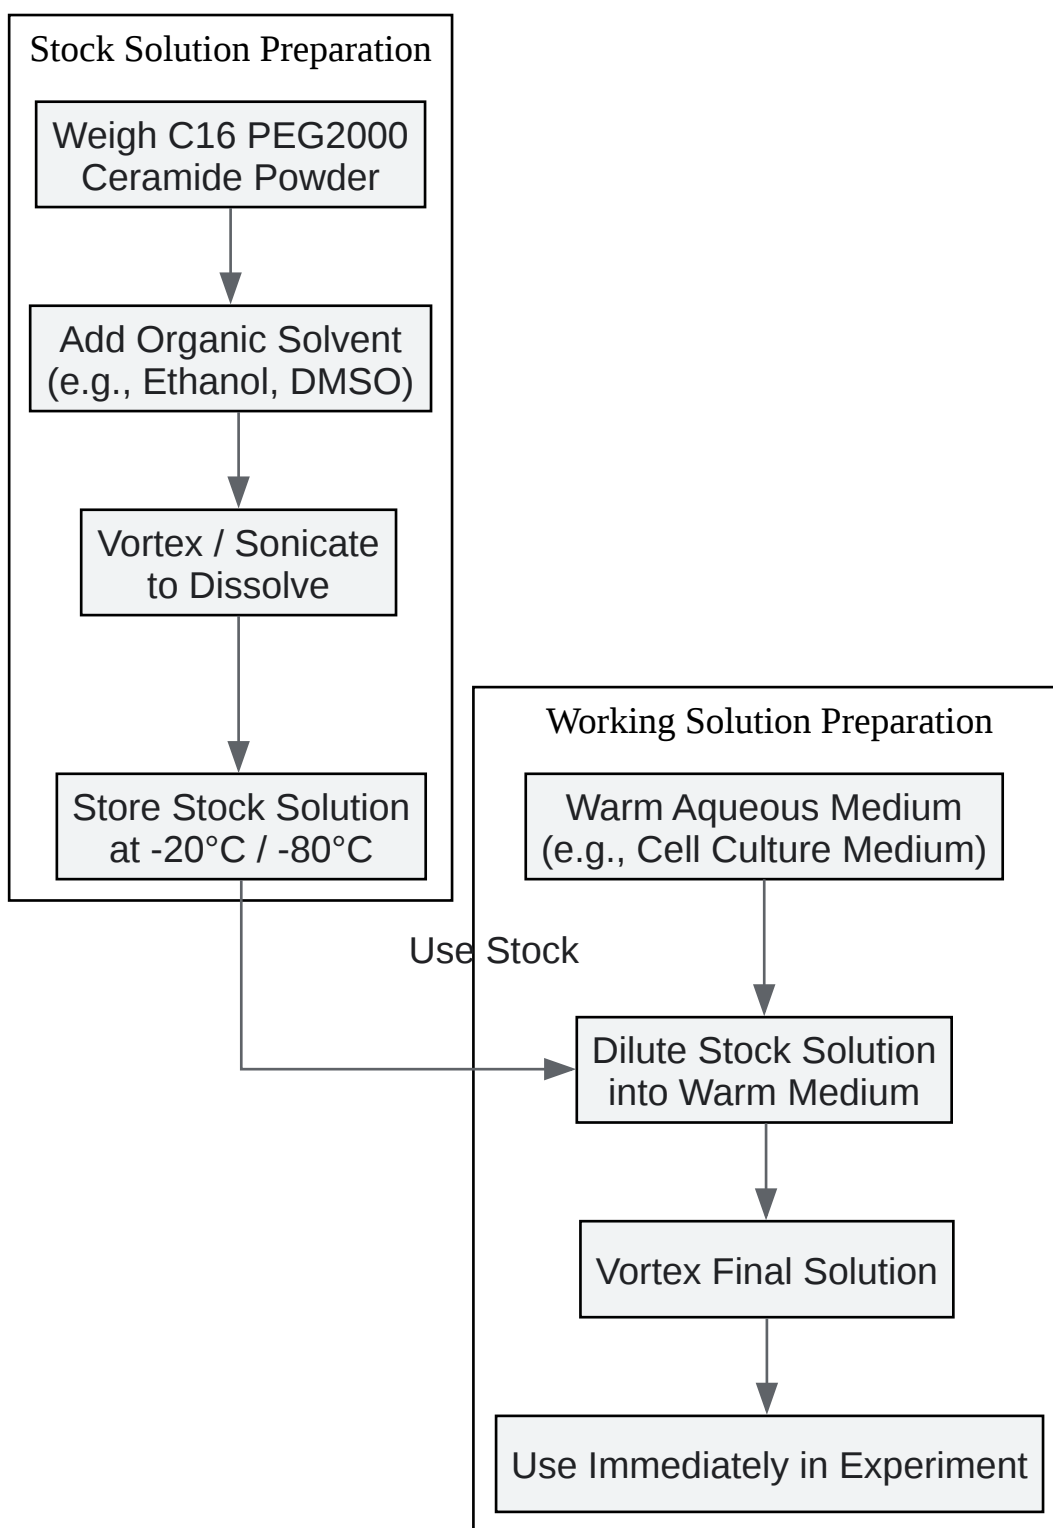 Stock Solution Preparation
Weigh C16 PEG2000
Ceramide Powder
Add Organic Solvent
(e.g., Ethanol, DMSO)
Vortex / Sonicate
to Dissolve
Store Stock Solution
at -20°C / -80°C
Use Stock
Working Solution Preparation
Warm Aqueous Medium
(e.g., Cell Culture Medium)
Dilute Stock Solution
into Warm Medium
Vortex Final Solution
Use Immediately in Experiment